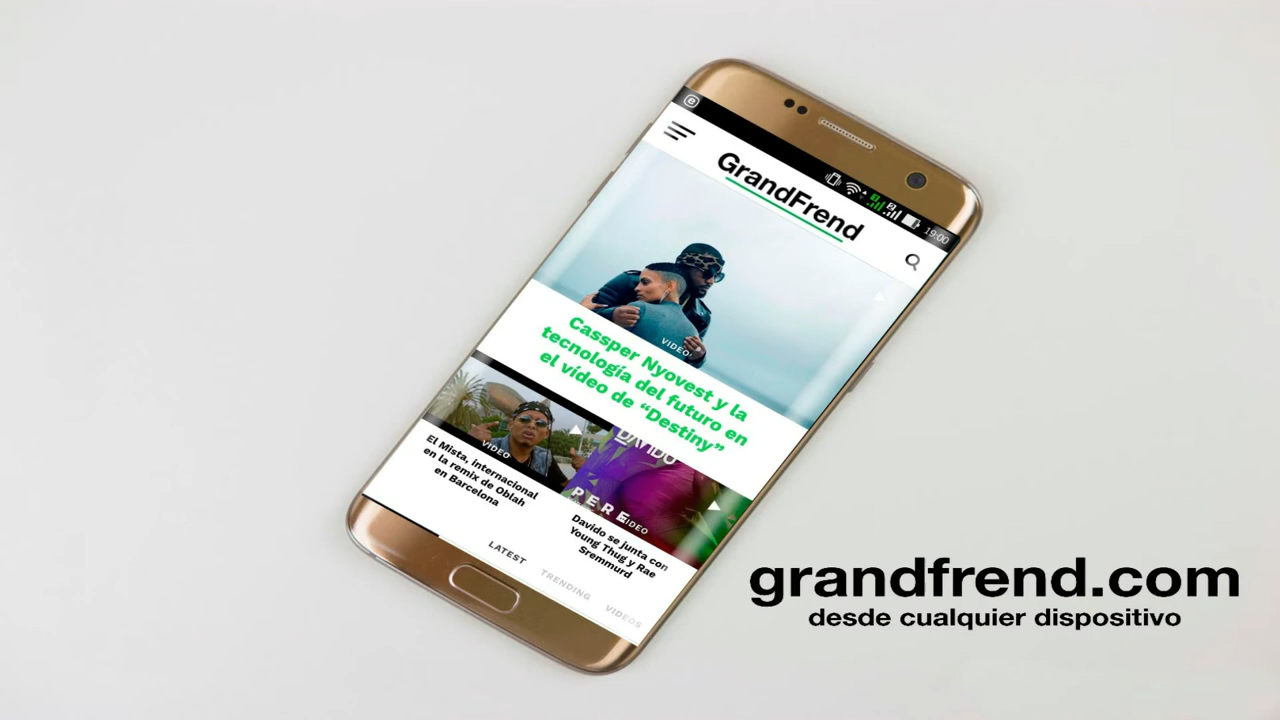 19:00
GrandFrend
VIDEO
Cassper Nyovest y la
tecnología del futuro en
el vídeo de “Destiny”
DAVIDO
PERE
VIDEO
El Mista, internacional
en la remix de Oblah
en Barcelona
VIDEO
Davido se junta con
Young Thug y Rae
Sremmurd
LATEST
TRENDING
VIDEOS
grandfrend.com
desde cualquier dispositivo